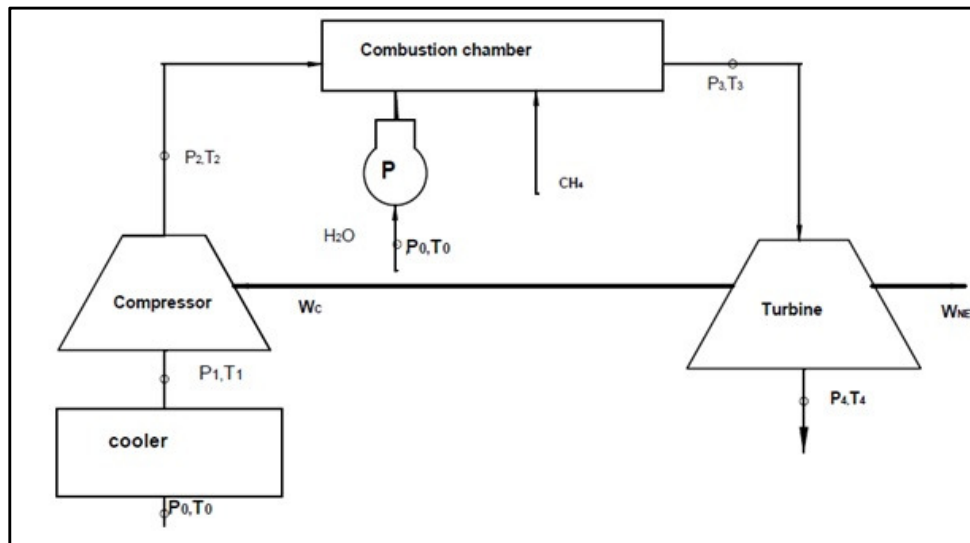 Combustion chamber
P3,T3
P2,T2
P
CH4
H2O
,P0,T0
Compressor
WC
Turbine
WNE
P1,T1
P4,T4
cooler
P0,T0